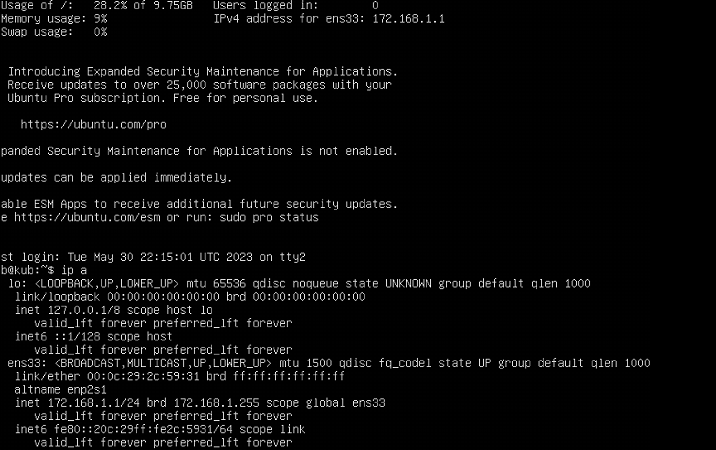 Usage of /:   28.2% of 9.75GB   Users logged in:        0
Memory usage: 9%                IPv4 address for ens33: 172.168.1.1
Swap usage:   0%
Introducing Expanded Security Maintenance for Applications.
Receive updates to over 25,000 software packages with your
Ubuntu Pro subscription. Free for personal use.
https://ubuntu.com/pro
panded Security Maintenance for Applications is not enabled.
updates can be applied immediately.
able ESM Apps to receive additional future security updates.
e https://ubuntu.com/esm or run: sudo pro status
st login: Tue May 30 22:15:01 UTC 2023 on tty2
b@kub:~$ ip a
lo: <LOOPBACK,UP,LOWER_UP> mtu 65536 qdisc noqueue state UNKNOWN group default qlen 1000
link/loopback 00:00:00:00:00:00 brd 00:00:00:00:00:00
inet 127.0.0.1/8 scope host lo
valid_lft forever preferred_lft forever
inet6 ::1/128 scope host
valid_lft forever preferred_lft forever
ens33: <BROADCAST,MULTICAST,UP,LOWER_UP> mtu 1500 qdisc fq_codel state UP group default qlen 1000
link/ether 00:0c:29:2c:59:31 brd ff:ff:ff:ff:ff:ff
altname enp2s1
inet 172.168.1.1/24 brd 172.168.1.255 scope global ens33
valid_lft forever preferred_lft forever
inet6 fe80::20c:29ff:fe2c:5931/64 scope link
valid_lft forever preferred_lft forever